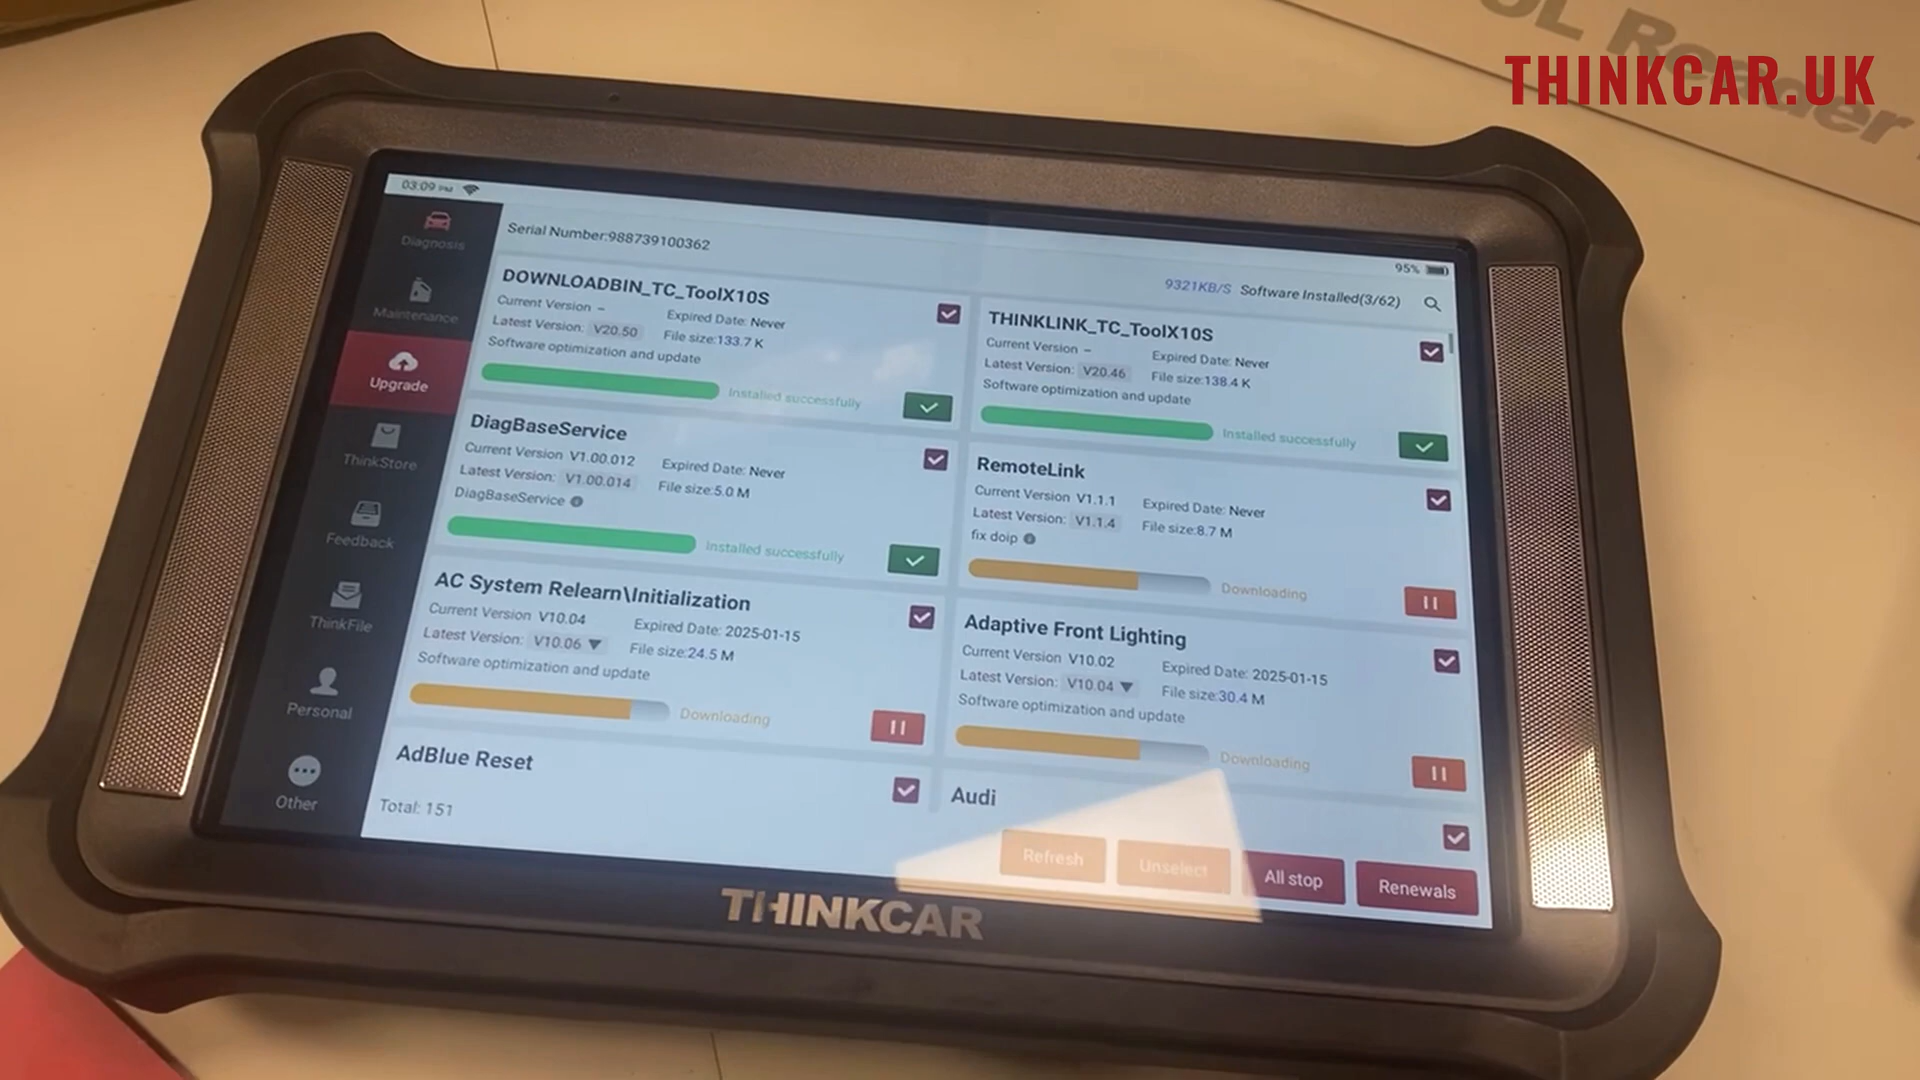 OL Reader
THINKCAR.UK
03:09 PM
95%
Diagnosis
Maintenance
Upgrade
ThinkStore
Feedback
ThinkFile
Personal
Other
Serial Number:988739100362
9321KB/S Software Installed(3/62)
DOWNLOADBIN_TC_ToolX10S
Current Version –
Expired Date: Never
Latest Version: V20.50
File size:133.7 K
Software optimization and update
Installed successfully
THINKLINK_TC_ToolX10S
Current Version –
Expired Date: Never
Latest Version: V20.46
File size:138.4 K
Software optimization and update
Installed successfully
DiagBaseService
Current Version V1.00.012
Expired Date: Never
Latest Version: V1.00.014
File size:5.0 M
DiagBaseService
Installed successfully
RemoteLink
Current Version V1.1.1
Expired Date: Never
Latest Version: V1.1.4
File size:8.7 M
fix doip
Downloading
AC System Relearn\Initialization
Current Version V10.04
Expired Date: 2025-01-15
Latest Version: V10.06
File size:24.5 M
Software optimization and update
Downloading
Adaptive Front Lighting
Current Version V10.02
Expired Date: 2025-01-15
Latest Version: V10.04
File size:30.4 M
Software optimization and update
Downloading
AdBlue Reset
Audi
Total: 151
Refresh
Unselect
All stop
Renewals
THINKCAR